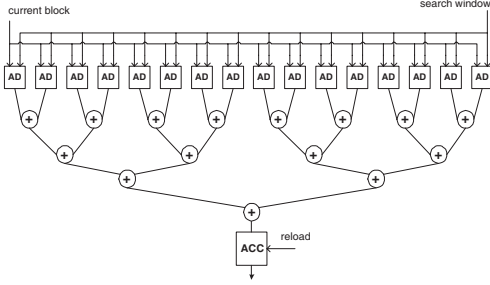 current block
search window
AD AD AD AD AD AD AD AD AD AD AD AD AD AD AD AD
+ + + + + + + +
+ + + +
+ +
+
reload
ACC